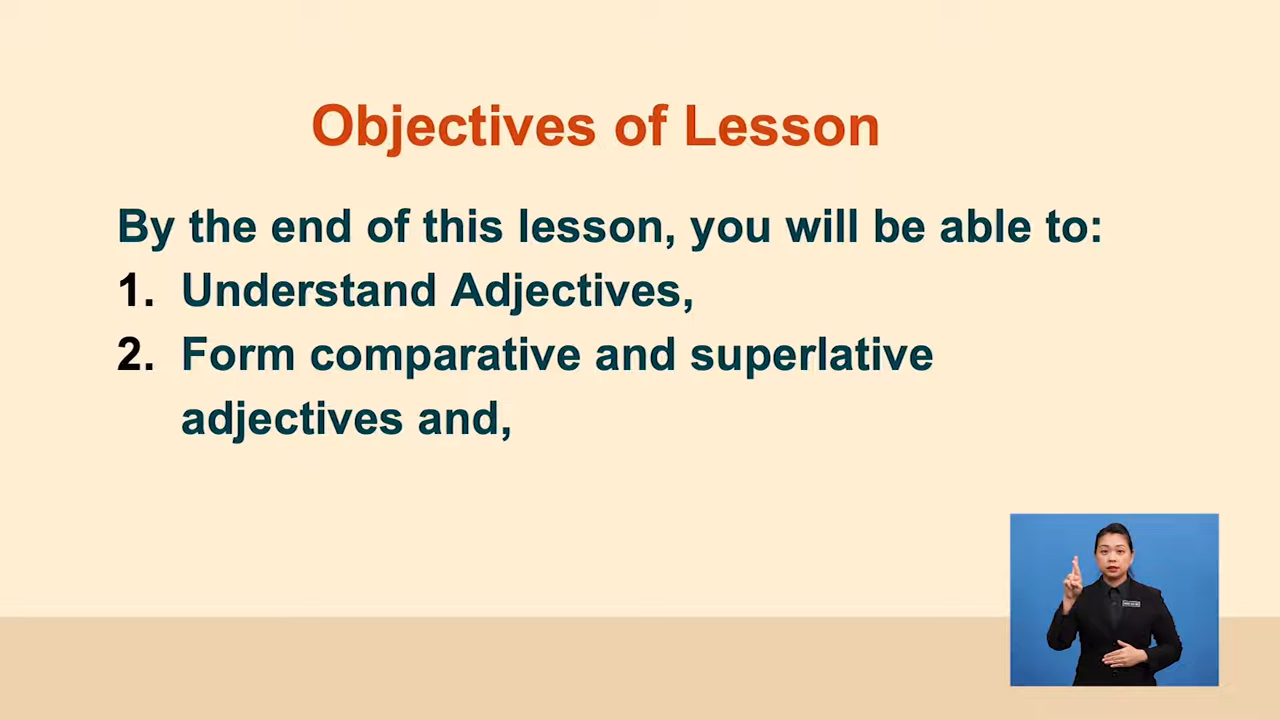 Objectives of Lesson
By the end of this lesson, you will be able to:
1. Understand Adjectives,
2. Form comparative and superlative
adjectives and,